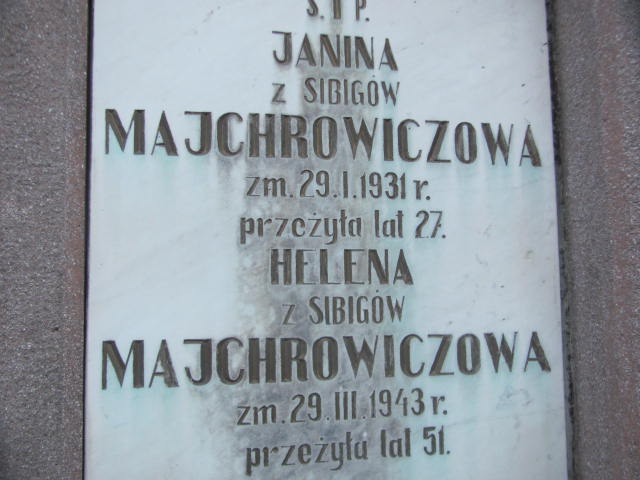 Ś. † P.
JANINA
Z SIBIGÓW
MAJCHROWICZOWA
zm. 29. I. 1931 r.
przeżyła lat 27.
HELENA
Z SIBIGÓW
MAJCHROWICZOWA
zm. 29. III. 1943 r.
przeżyła lat 51.